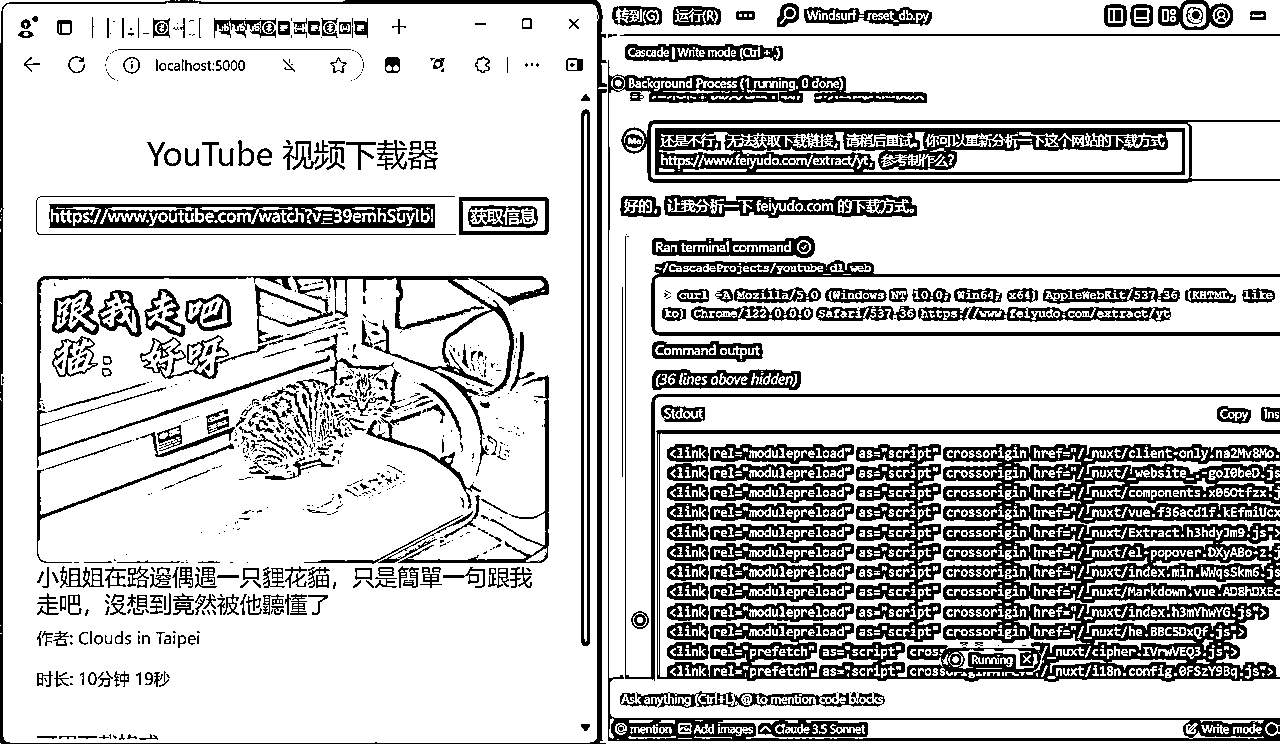 localhost:5000
YouTube 视频下载器
https://www.youtube.com/watch?v=39emhSuyIbI
获取信息
跟我走吧
猫：好呀
小姐姐在路邊偶遇一只貍花貓，只是簡單一句跟我
走吧，沒想到竟然被他聽懂了
作者: Clouds in Taipei
时长: 10分钟 19秒
转到(G) 运行(R) ··· Windsurf - reset_db.py
Cascade | Write mode (Ctrl + .)
Background Process (1 running, 0 done)
Me
还是不行，无法获取下载链接，请稍后重试。你可以重新分析一下这个网站的下载方式
https://www.feiyudo.com/extract/yt，参考制作么？
好的，让我分析一下 feiyudo.com 的下载方式。
Ran terminal command
~/CascadeProjects/youtube_dl_web
> curl -A Mozilla/5.0 (Windows NT 10.0; Win64; x64) AppleWebKit/537.36 (KHTML, like
ko) Chrome/122.0.0.0 Safari/537.36 https://www.feiyudo.com/extract/yt
Command output
(36 lines above hidden)
Stdout Copy Ins
<link rel="modulepreload" as="script" crossorigin href="/_nuxt/client-only.na2Mv8Mo.
<link rel="modulepreload" as="script" crossorigin href="/_nuxt/_website_.-goI0beD.js
<link rel="modulepreload" as="script" crossorigin href="/_nuxt/components.x06Otfzx.j
<link rel="modulepreload" as="script" crossorigin href="/_nuxt/vue.f36acd1f.kEfmiUcx
<link rel="modulepreload" as="script" crossorigin href="/_nuxt/Extract.h3hdyJm9.js">
<link rel="modulepreload" as="script" crossorigin href="/_nuxt/el-popover.DXyABo-z.j
<link rel="modulepreload" as="script" crossorigin href="/_nuxt/index.min.WWqsSkm6.js
<link rel="modulepreload" as="script" crossorigin href="/_nuxt/Markdown.vue.AD8hDXEc
<link rel="modulepreload" as="script" crossorigin href="/_nuxt/index.h3mYhwYG.js">
<link rel="modulepreload" as="script" crossorigin href="/_nuxt/he.BBC5DxQf.js">
<link rel="prefetch" as="script" cross /_nuxt/cipher.IVrwVEQ3.js">
Running
<link rel="prefetch" as="script" crossorigin href="/_nuxt/i18n.config.0FSzY9Bq.js">
Ask anything (Ctrl+L), @ to mention code blocks
@ mention Add images Claude 3.5 Sonnet Write mode